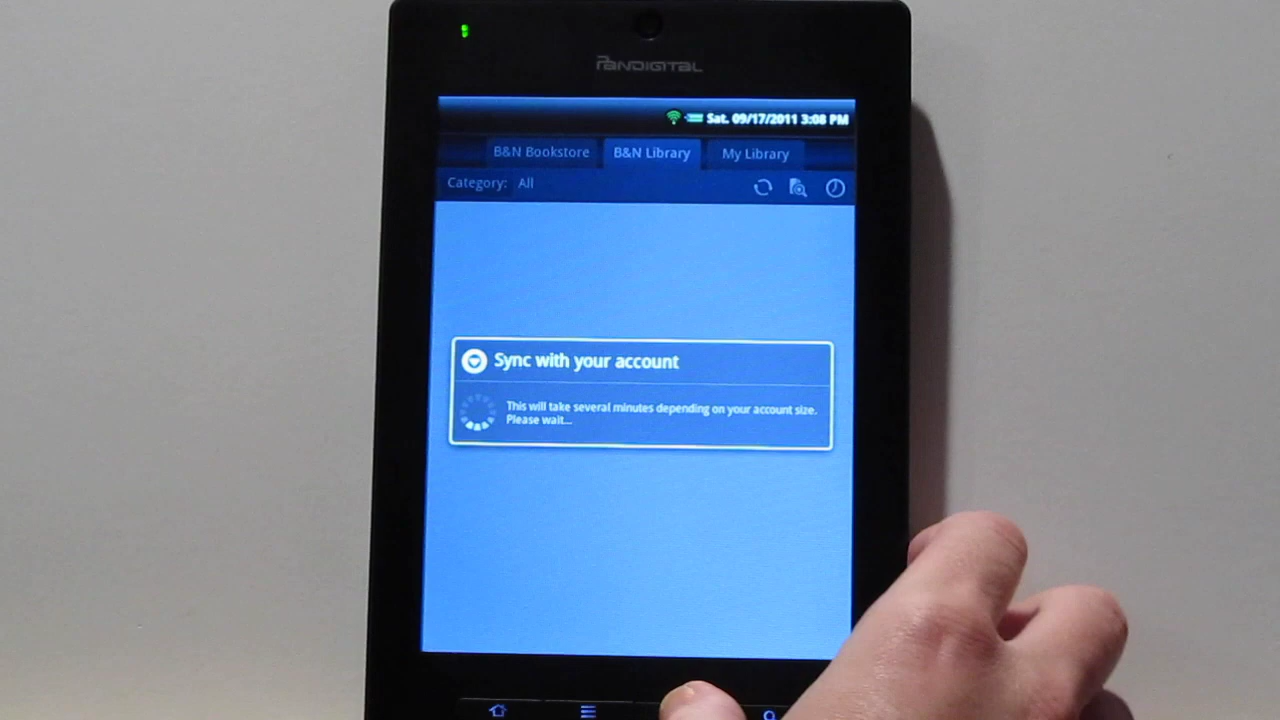 PANDIGITAL
Sat. 09/17/2011 3:08 PM
B&N Bookstore B&N Library My Library
Category: All
Sync with your account
This will take several minutes depending on your account size.
Please wait...